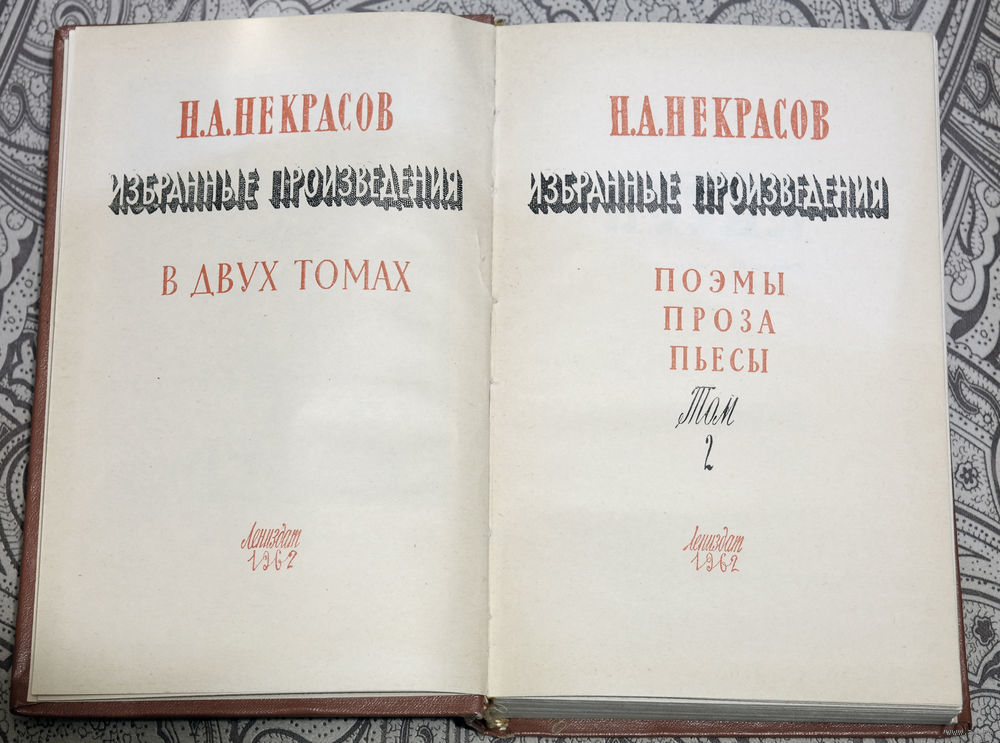 Н.А.НЕКРАСОВ
ИЗБРАННЫЕ ПРОИЗВЕДЕНИЯ
В ДВУХ ТОМАХ
Лениздат
1962
Н.А.НЕКРАСОВ
ИЗБРАННЫЕ ПРОИЗВЕДЕНИЯ
ПОЭМЫ
ПРОЗА
ПЬЕСЫ
Том
2
Лениздат
1962